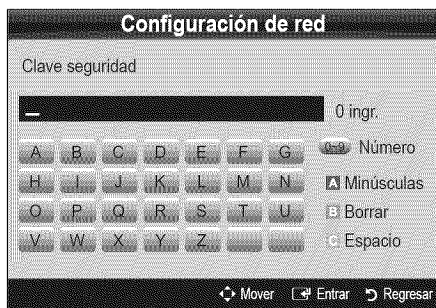 Configuración de red
Clave seguridad
0 ingr.
A B C D E F G 0~9 Número
H I J K L M N A Minúsculas
O P Q R S T U B Borrar
V W X Y Z C Espacio
Mover Entrar Regresar